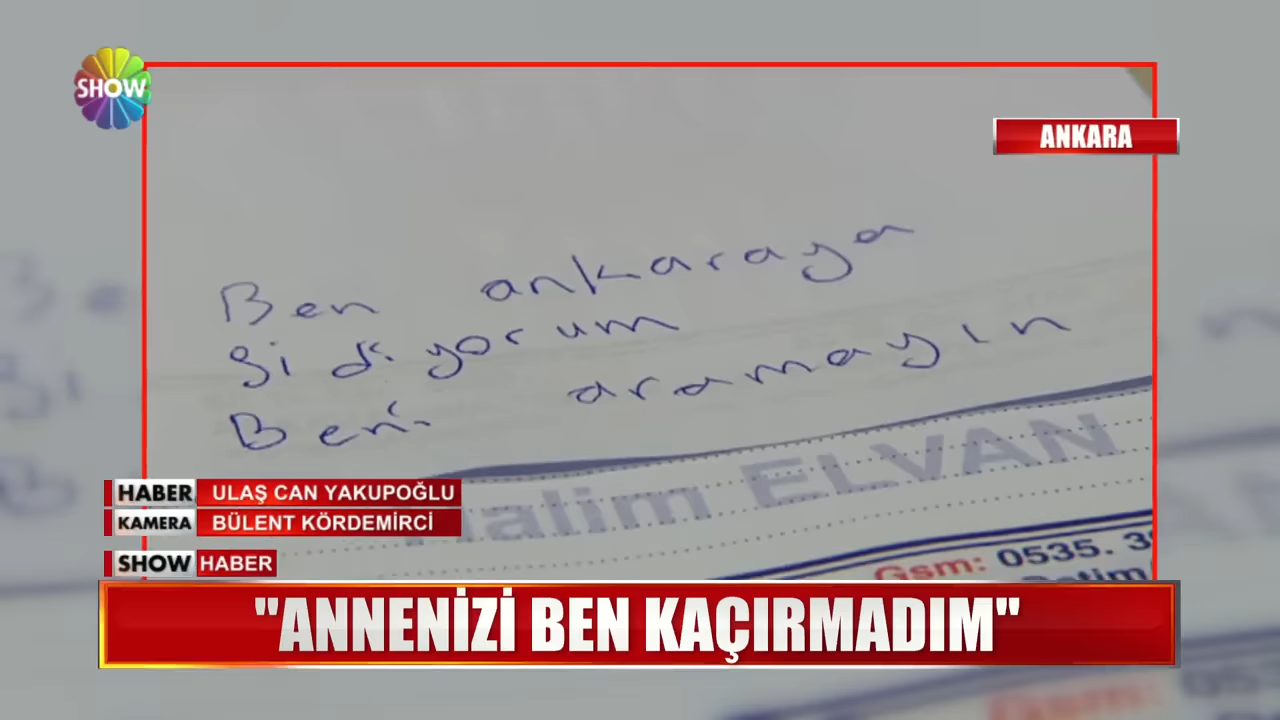 SHOW
ANKARA
Ben ankaraya
gidiyorum
Beni aramayın
Halim ELVAN
Gsm: 0535. 3
HABER ULAŞ CAN YAKUPOĞLU
KAMERA BÜLENT KÖRDEMİRCİ
SHOW HABER
"ANNENİZİ BEN KAÇIRMADIM"